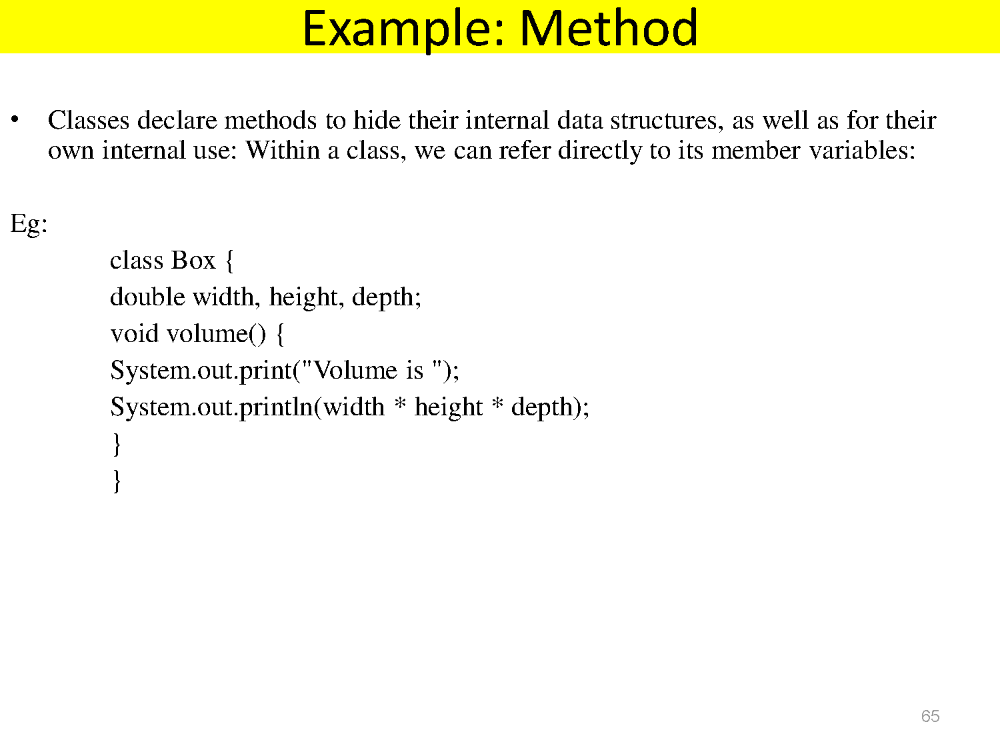 Example: Method
• Classes declare methods to hide their internal data structures, as well as for their
own internal use: Within a class, we can refer directly to its member variables:
Eg:
class Box {
double width, height, depth;
void volume() {
System.out.print("Volume is ");
System.out.println(width * height * depth);
}
}
65